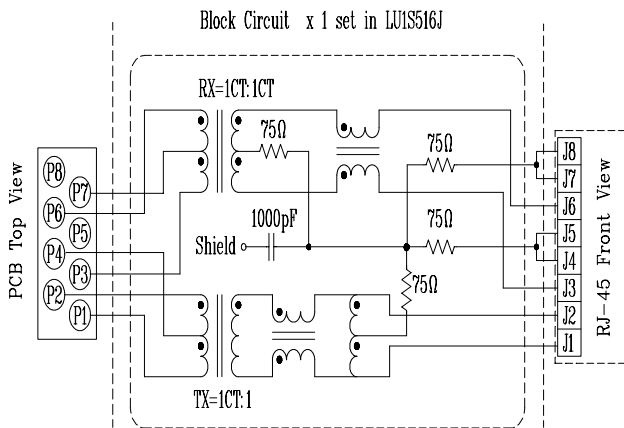 Block Circuit x 1 set in LU1S516J
RX=1CT:1CT
75Ω
75Ω
J8
P8
J7
P7
P6
J6
1000pF
75Ω
P5
J5
Shield
P4
J4
P3
75Ω
J3
P2
P1
J2
J1
TX=1CT:1
PCB Top View
RJ-45 Front View